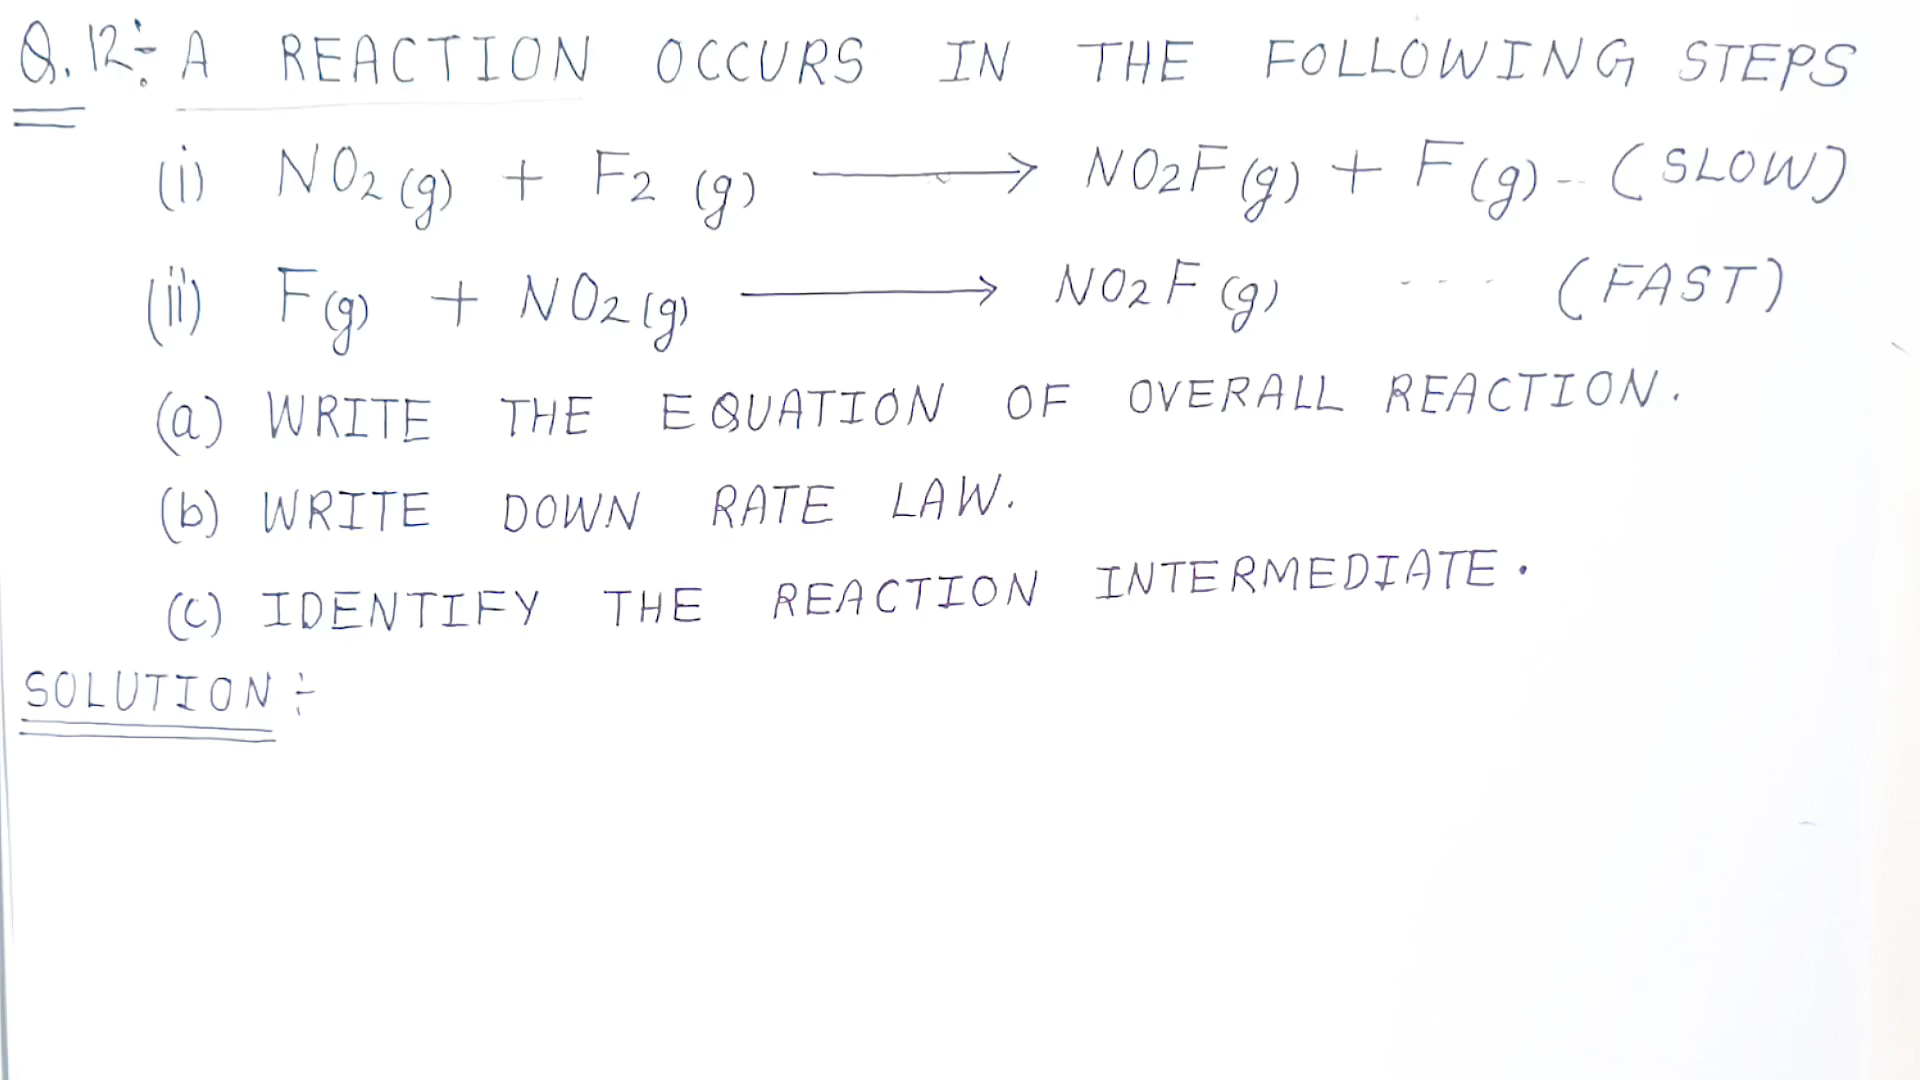 Q.12÷ A REACTION OCCURS IN THE FOLLOWING STEPS
(i) NO2 (g) + F2 (g) ⟶ NO2F (g) + F (g) -- (SLOW)
(ii) F(g) + NO2 (g) ⟶ NO2F (g) ---- (FAST)
(a) WRITE THE EQUATION OF OVERALL REACTION.
(b) WRITE DOWN RATE LAW.
(c) IDENTIFY THE REACTION INTERMEDIATE.
SOLUTION ÷